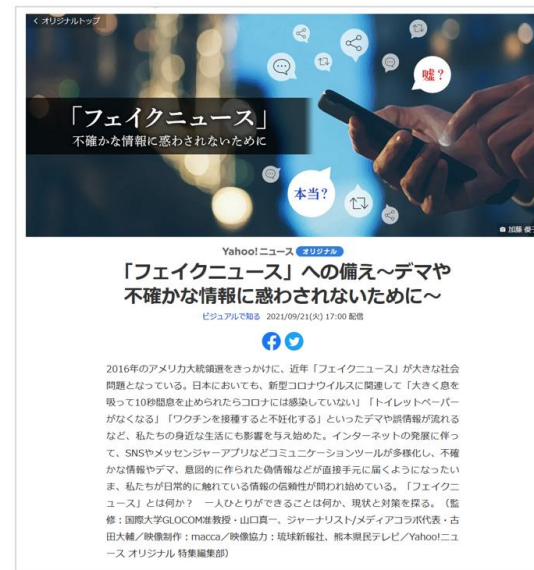 < オリジナルトップ
嘘?
「フェイクニュース」
不確かな情報に惑わされないために
本当?
加藤 優
Yahoo!ニュース オリジナル
「フェイクニュース」への備え~デマや
不確かな情報に惑わされないために~
ビジュアルで知る 2021/09/21(火) 17:00 配信
2016年のアメリカ大統領選をきっかけに、近年「フェイクニュース」が大きな社会
問題となっている。日本においても、新型コロナウイルスに関連して「大きく息を
吸って10秒間息を止められたらコロナには感染していない」「トイレットペーパー
がなくなる」「ワクチンを接種すると不妊化する」といったデマや誤情報が流れる
など、私たちの身近な生活にも影響を与え始めた。インターネットの発展に伴っ
て、SNSやメッセンジャーアプリなどコミュニケーションツールが多様化し、不確
かな情報やデマ、意図的に作られた偽情報などが直接手元に届くようになったい
ま、私たちが日常的に触れている情報の信頼性が問われ始めている。「フェイクニ
ュース」とは何か? 一人ひとりができることは何か、現状と対策を探る。(監
修:国際大学GLOCOM准教授・山口真一、ジャーナリスト/メディアコラボ代表・古
田大輔/映像制作:macca/映像協力:琉球新報社、熊本県民テレビ/Yahoo!ニュ
ース オリジナル 特集編集部)